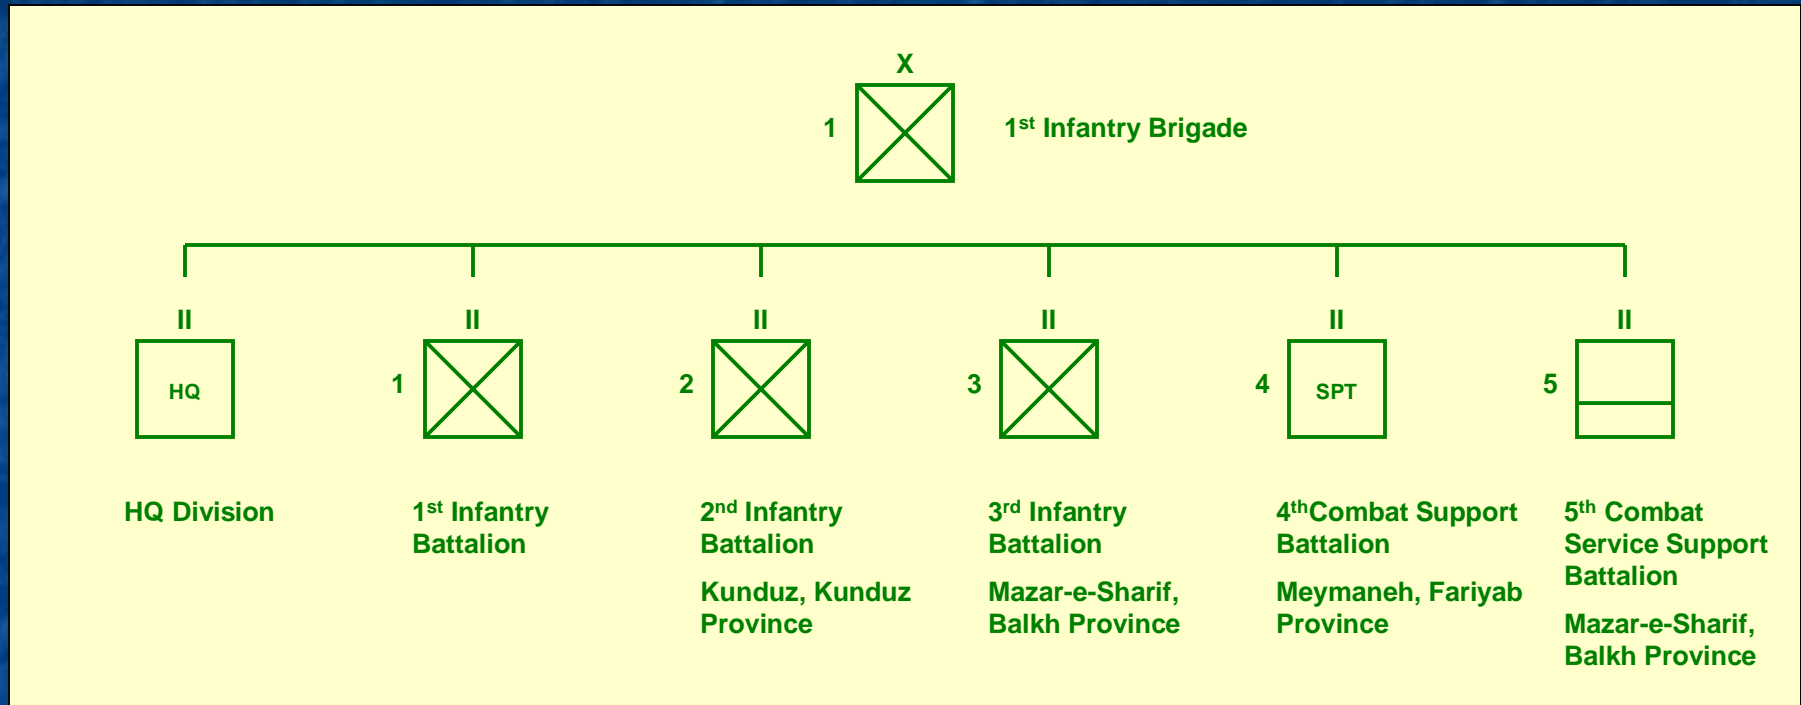 X
1
1st Infantry Brigade
II
II
II
II
II
II
HQ
1
2
3
4
SPT
5
HQ Division
1st Infantry
Battalion
2nd Infantry
Battalion
Kunduz, Kunduz
Province
3rd Infantry
Battalion
Mazar-e-Sharif,
Balkh Province
4thCombat Support
Battalion
Meymaneh, Fariyab
Province
5th Combat
Service Support
Battalion
Mazar-e-Sharif,
Balkh Province